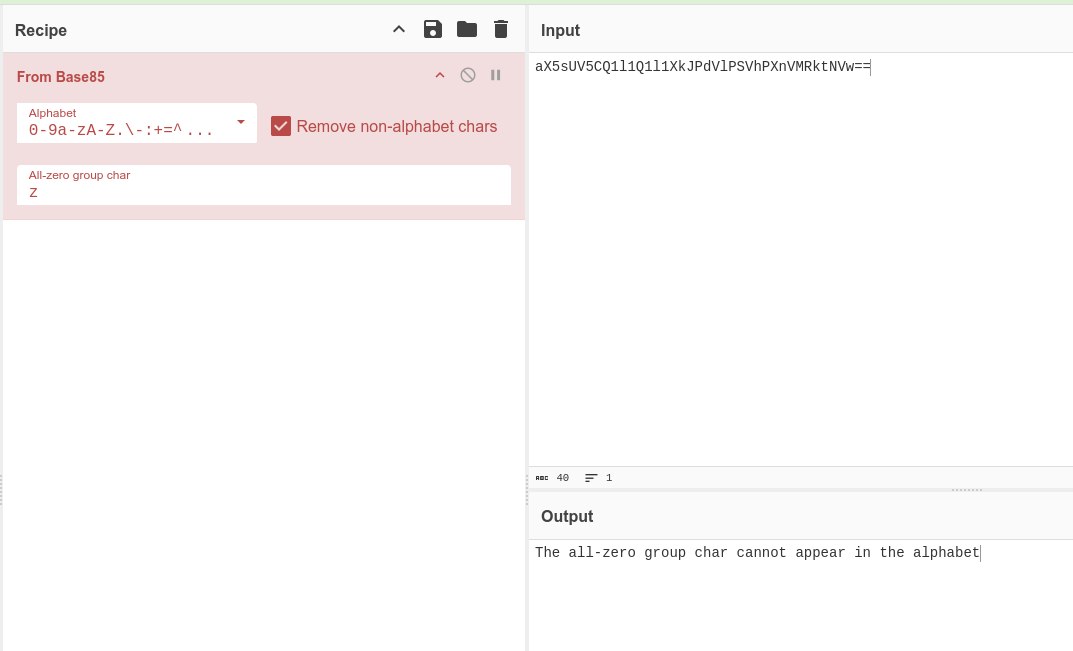 Recipe
From Base85
Alphabet
0-9a-zA-Z.\-:+=^ ...
Remove non-alphabet chars
All-zero group char
z
Input
aX5sUV5CQ1l1Q1l1XkJPdVlPSVhPXnVMRktNVw==
ABC 40 1
Output
The all-zero group char cannot appear in the alphabet